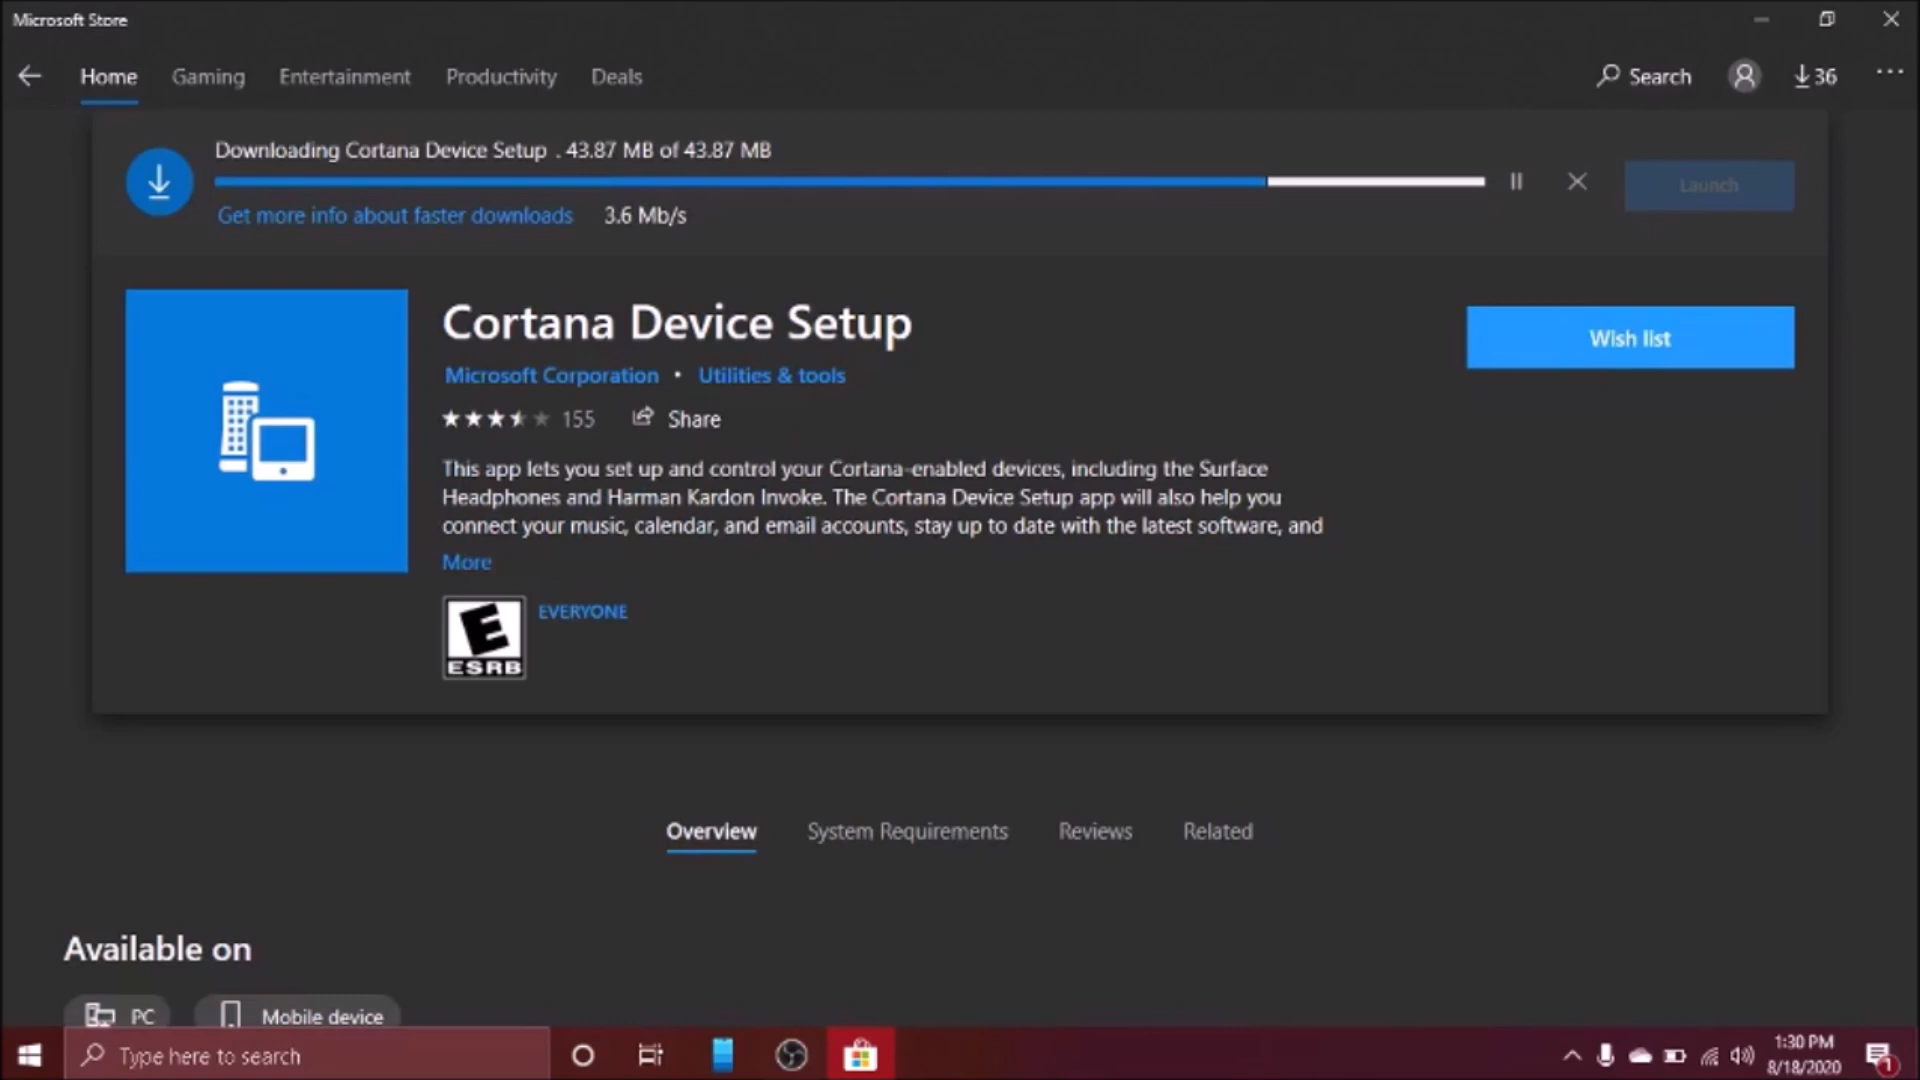 Microsoft Store
Home Gaming Entertainment Productivity Deals Search 36
Downloading Cortana Device Setup . 43.87 MB of 43.87 MB
Launch
Get more info about faster downloads 3.6 Mb/s
Cortana Device Setup
Wish list
Microsoft Corporation • Utilities & tools
155 Share
This app lets you set up and control your Cortana-enabled devices, including the Surface
Headphones and Harman Kardon Invoke. The Cortana Device Setup app will also help you
connect your music, calendar, and email accounts, stay up to date with the latest software, and
More
E EVERYONE
ESRB
Overview System Requirements Reviews Related
Available on
PC Mobile device
Type here to search
1:30 PM
8/18/2020
1